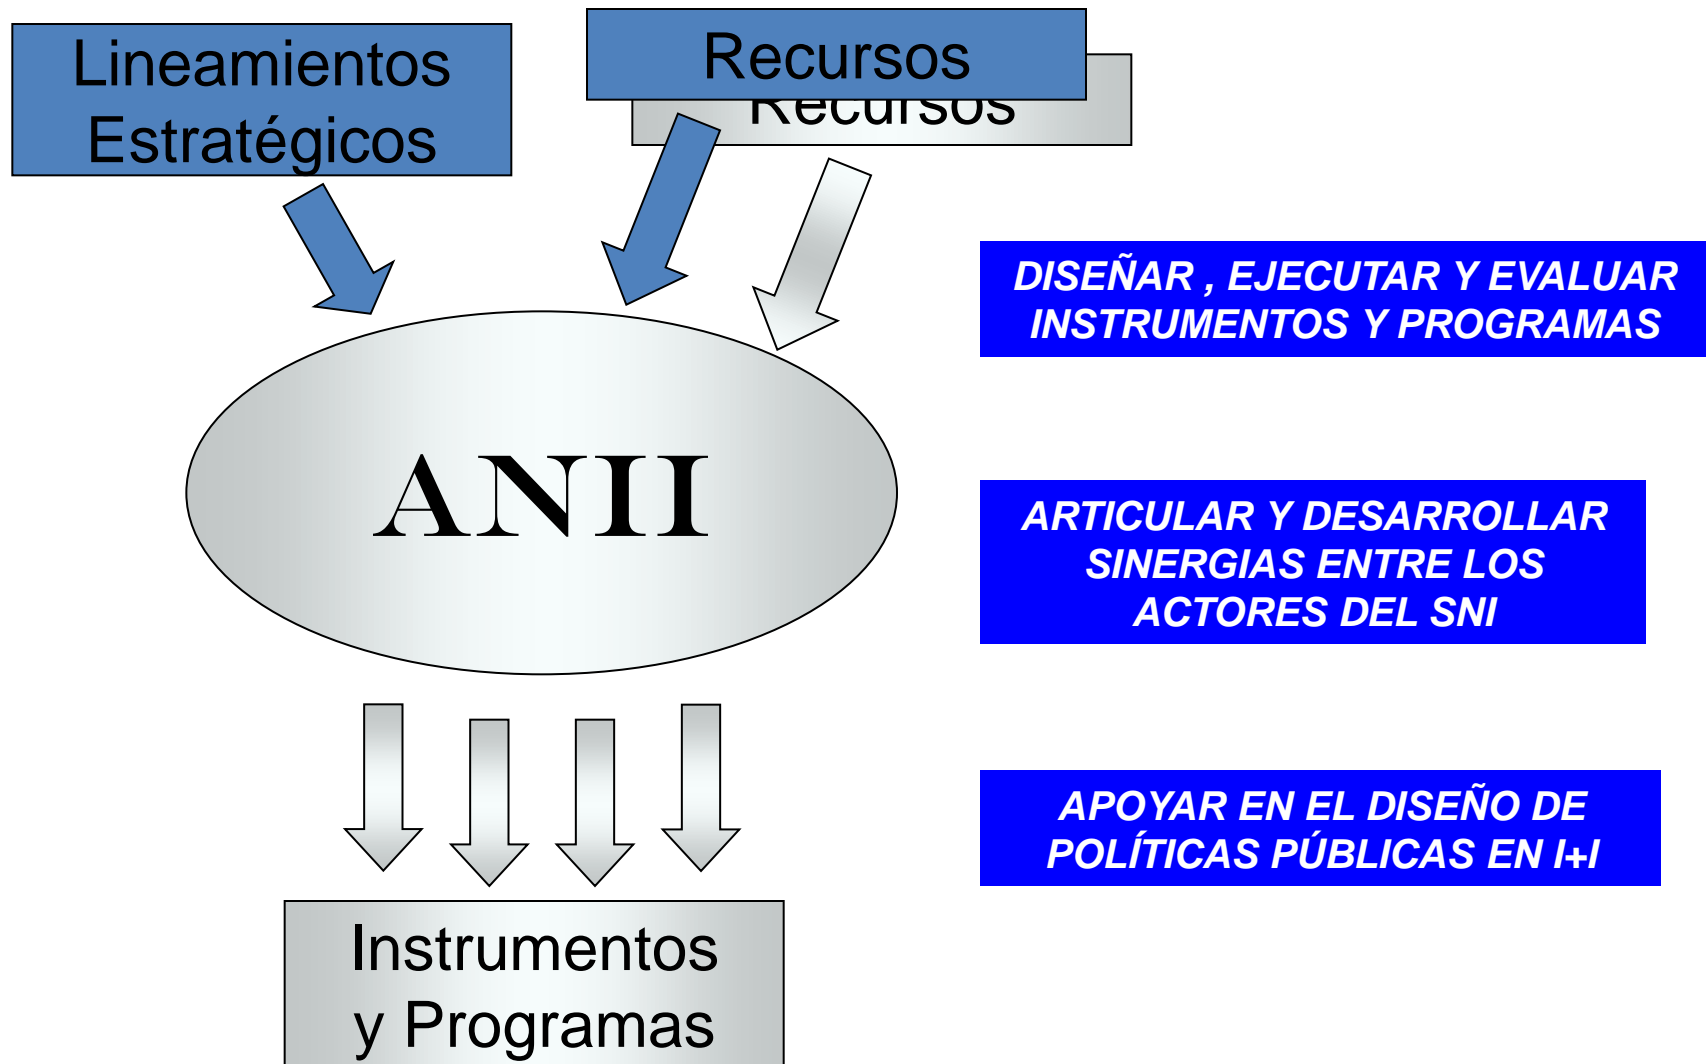 Lineamientos
Estratégicos
Recursos
Recursos
DISEÑAR , EJECUTAR Y EVALUAR
INSTRUMENTOS Y PROGRAMAS
ANII
ARTICULAR Y DESARROLLAR
SINERGIAS ENTRE LOS
ACTORES DEL SNI
APOYAR EN EL DISEÑO DE
POLÍTICAS PÚBLICAS EN I+I
Instrumentos
y Programas